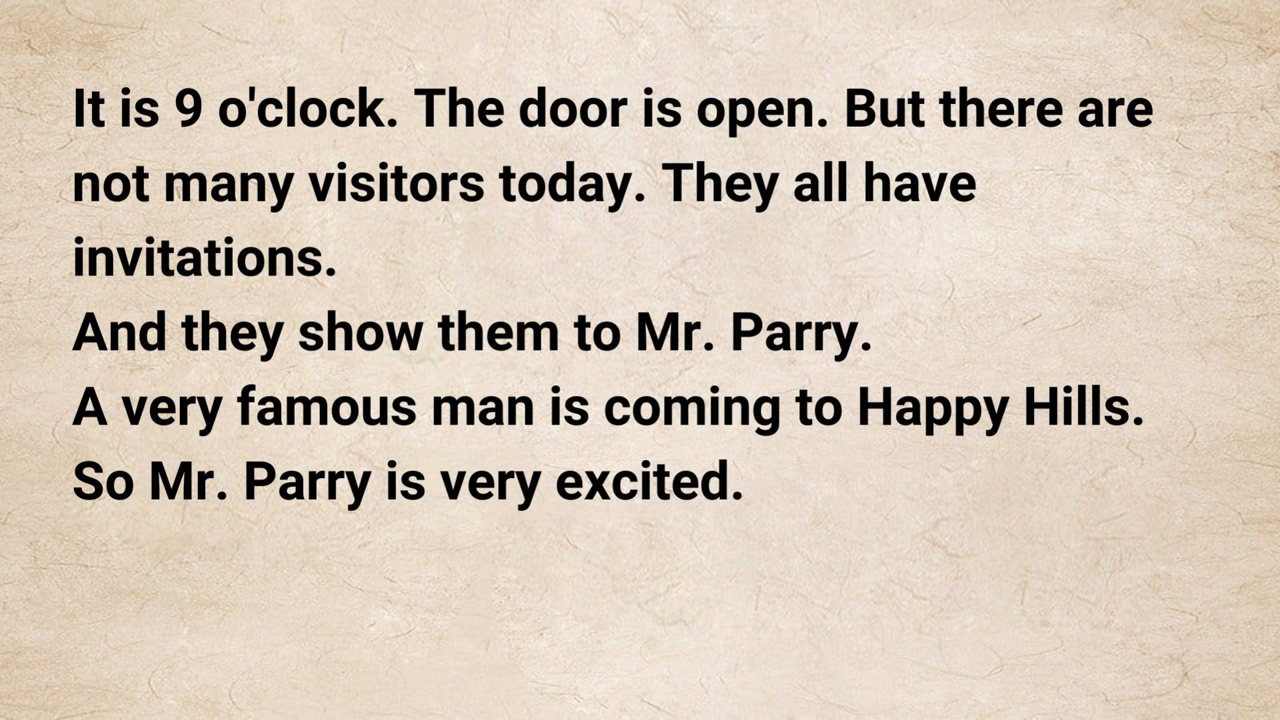 It is 9 o'clock. The door is open. But there are
not many visitors today. They all have
invitations.
And they show them to Mr. Parry.
A very famous man is coming to Happy Hills.
So Mr. Parry is very excited.